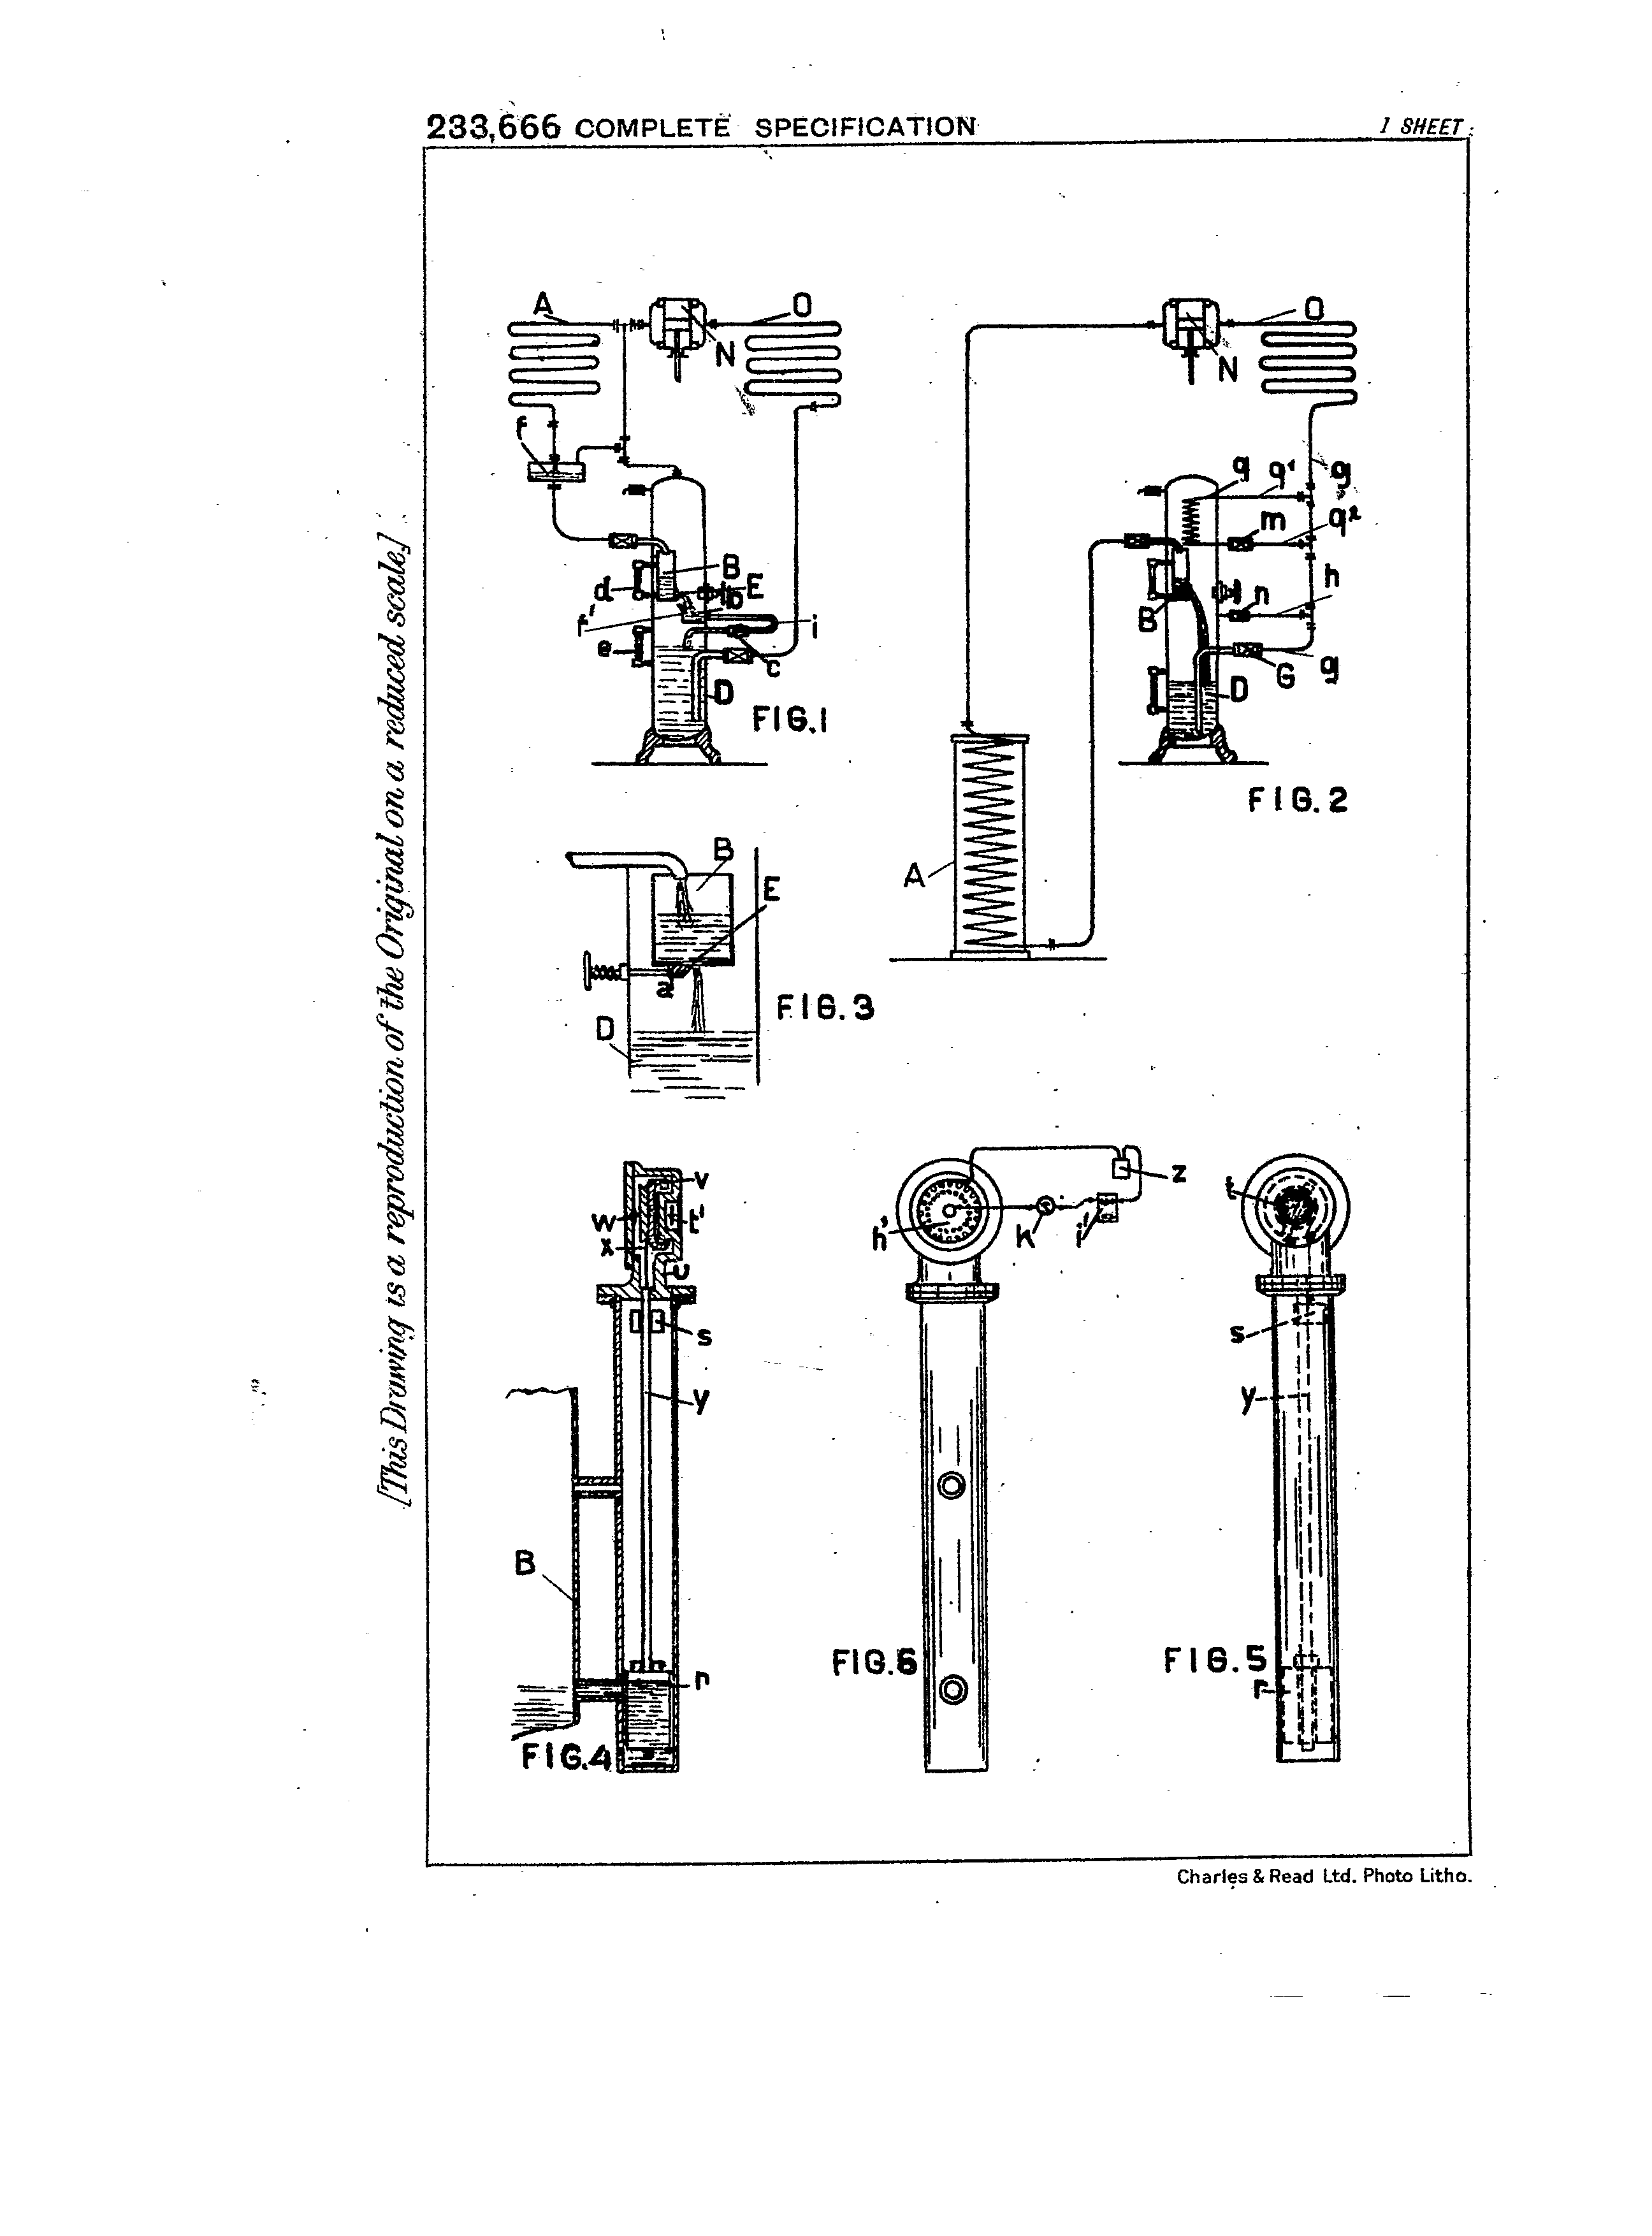 233,666 COMPLETE SPECIFICATION
1 SHEET
[This Drawing is a reproduction of the Original on a reduced scale.]
A
N
O
f
B
E
b
d
f'
i
e
c
D
FIG.1
N
O
g
q'
g
m
q²
h
n
B
G
g
D
A
FIG.2
B
E
a
D
FIG.3
v
w
t'
x
u
s
y
B
r
FIG.4
h'
k
i'
z
FIG.6
t
s
y
r
FIG.5
Charles & Read Ltd. Photo Litho.